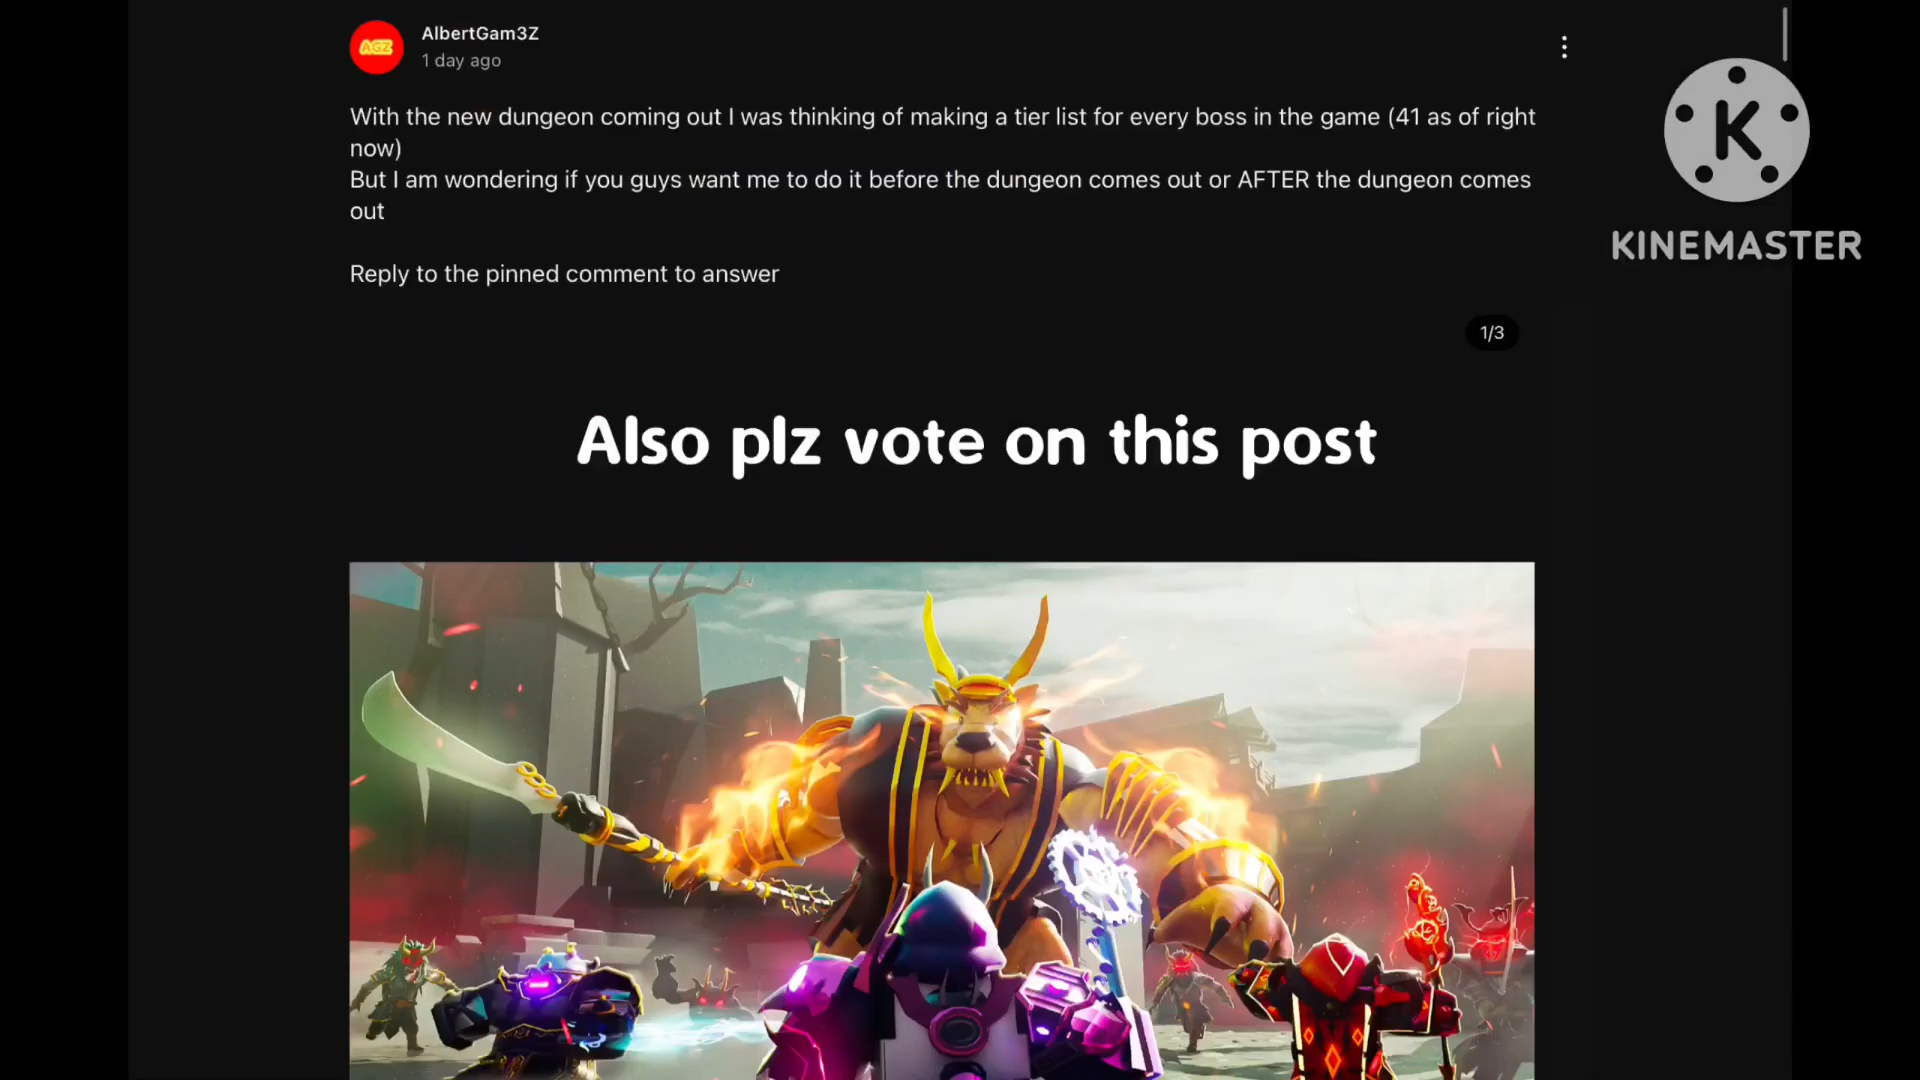 AGZ
AlbertGam3Z
1 day ago
With the new dungeon coming out I was thinking of making a tier list for every boss in the game (41 as of right
now)
But I am wondering if you guys want me to do it before the dungeon comes out or AFTER the dungeon comes
out
Reply to the pinned comment to answer
K
KINEMASTER
1/3
Also plz vote on this post